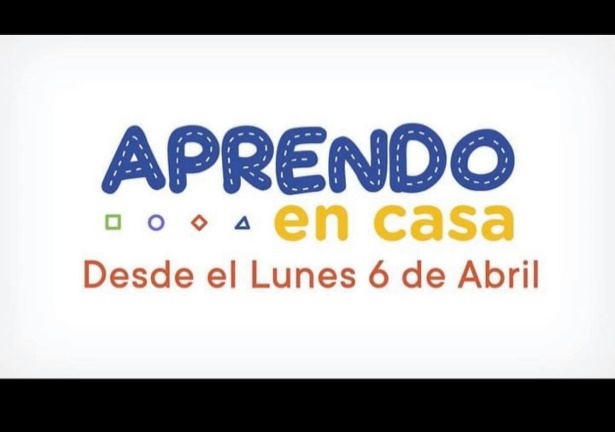 APRENDO
en casa
Desde el Lunes 6 de Abril